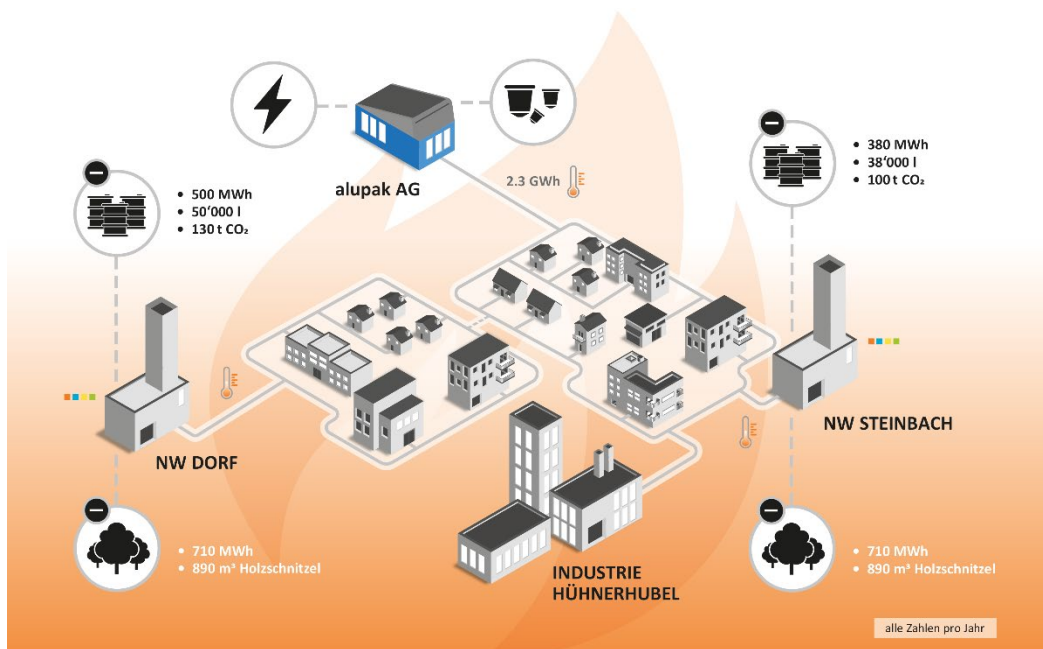 alupak AG
2.3 GWh
• 500 MWh
• 50‘000 l
• 130 t CO₂
• 380 MWh
• 38‘000 l
• 100 t CO₂
NW DORF
NW STEINBACH
• 710 MWh
• 890 m³ Holzschnitzel
INDUSTRIE
HÜHNERHUBEL
• 710 MWh
• 890 m³ Holzschnitzel
alle Zahlen pro Jahr